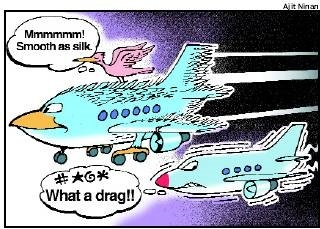 Ajit Ninan
Mmmmmm!
Smooth as silk.
# *@*
What a drag!!